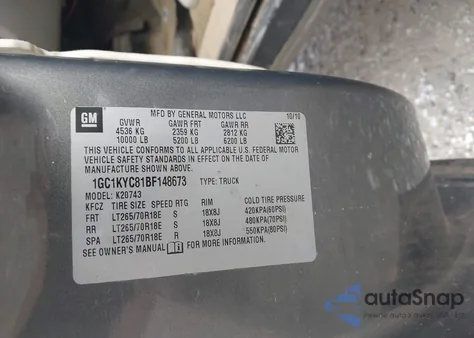 GM
MFD BY GENERAL MOTORS LLC 10/10
GVWR GAWR FRT GAWR RR
4536 KG 2359 KG 2812 KG
10000 LB 5200 LB 6200 LB
THIS VEHICLE CONFORMS TO ALL APPLICABLE U.S. FEDERAL MOTOR
VEHICLE SAFETY STANDARDS IN EFFECT ON THE DATE OF
MANUFACTURE SHOWN ABOVE.
1GC1KYC81BF148673 TYPE: TRUCK
MODEL: K20743
KFCZ TIRE SIZE SPEED RTG RIM COLD TIRE PRESSURE
FRT LT265/70R18E S 18X8J 420KPA(60PSI)
RR LT265/70R18E S 18X8J 480KPA(70PSI)
SPA LT265/70R18E R 18X8J 550KPA(80PSI)
SEE OWNER'S MANUAL FOR MORE INFORMATION
autoSnap